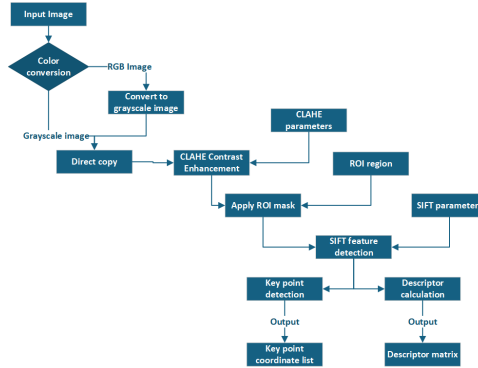 Input Image
Color
conversion
RGB Image
Convert to
grayscale image
Grayscale image
Direct copy
CLAHE
parameters
CLAHE Contrast
Enhancement
ROI region
Apply ROI mask
SIFT parameter
SIFT feature
detection
Key point
detection
Descriptor
calculation
Output
Output
Key point
coordinate list
Descriptor matrix